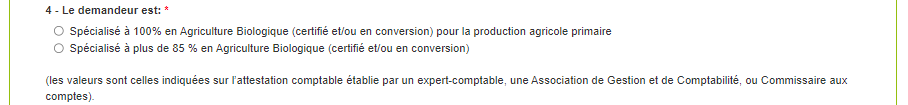 4 - Le demandeur est: *
Spécialisé à 100% en Agriculture Biologique (certifié et/ou en conversion) pour la production agricole primaire
Spécialisé à plus de 85 % en Agriculture Biologique (certifié et/ou en conversion)
(les valeurs sont celles indiquées sur l'attestation comptable établie par un expert-comptable, une Association de Gestion et de Comptabilité, ou Commissaire aux
comptes).